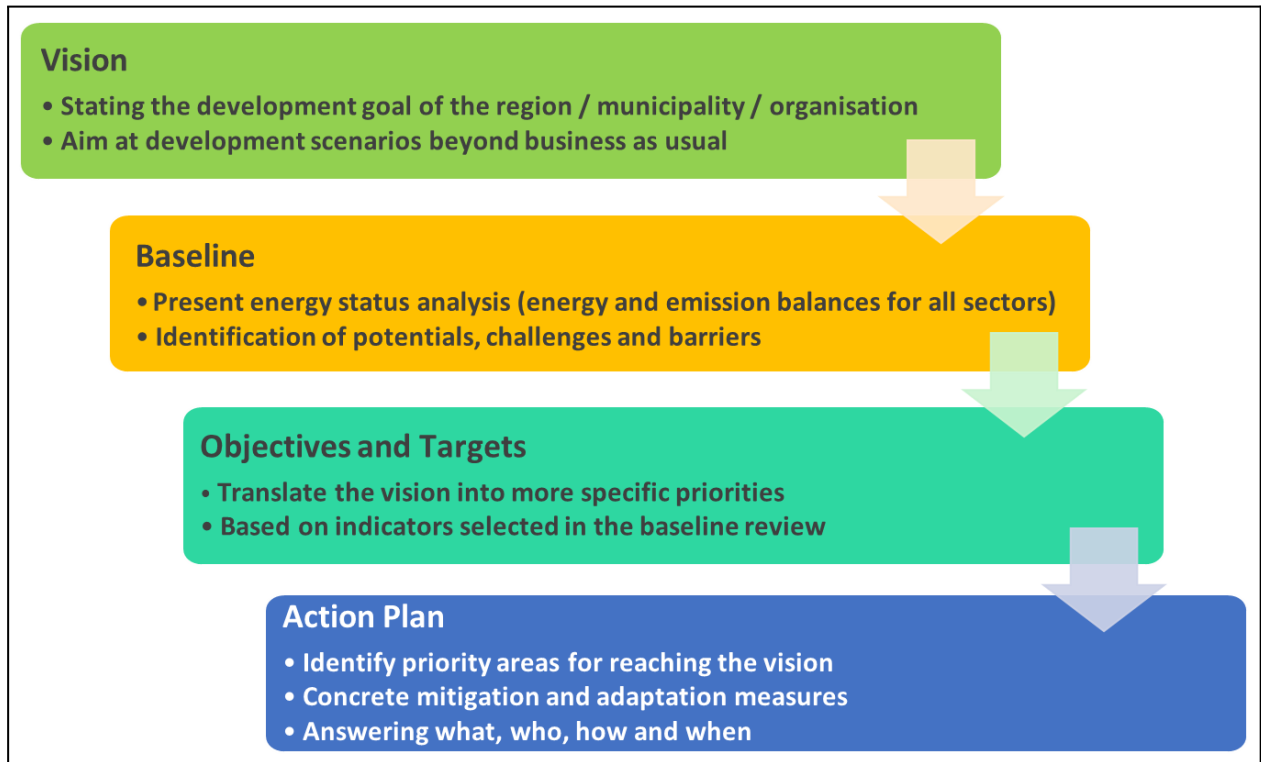 Vision
• Stating the development goal of the region / municipality / organisation
• Aim at development scenarios beyond business as usual
Baseline
• Present energy status analysis (energy and emission balances for all sectors)
• Identification of potentials, challenges and barriers
Objectives and Targets
• Translate the vision into more specific priorities
• Based on indicators selected in the baseline review
Action Plan
• Identify priority areas for reaching the vision
• Concrete mitigation and adaptation measures
• Answering what, who, how and when